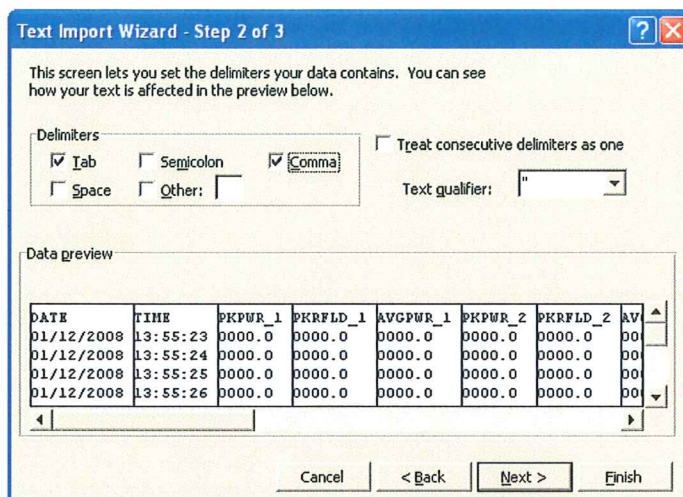 Text Import Wizard - Step 2 of 3
This screen lets you set the delimiters your data contains. You can see
how your text is affected in the preview below.
Delimiters
Tab Semicolon Comma
Space Other:
Treat consecutive delimiters as one
Text qualifier: "
Data preview
DATE TIME PKPWR_1 PKRFLD_1 AVGPWR_1 PKPWR_2 PKRFLD_2
01/12/2008 13:55:23 0000.0 0000.0 0000.0 0000.0 0000.0
01/12/2008 13:55:24 0000.0 0000.0 0000.0 0000.0 0000.0
01/12/2008 13:55:25 0000.0 0000.0 0000.0 0000.0 0000.0
01/12/2008 13:55:26 0000.0 0000.0 0000.0 0000.0 0000.0
Cancel < Back Next > Finish